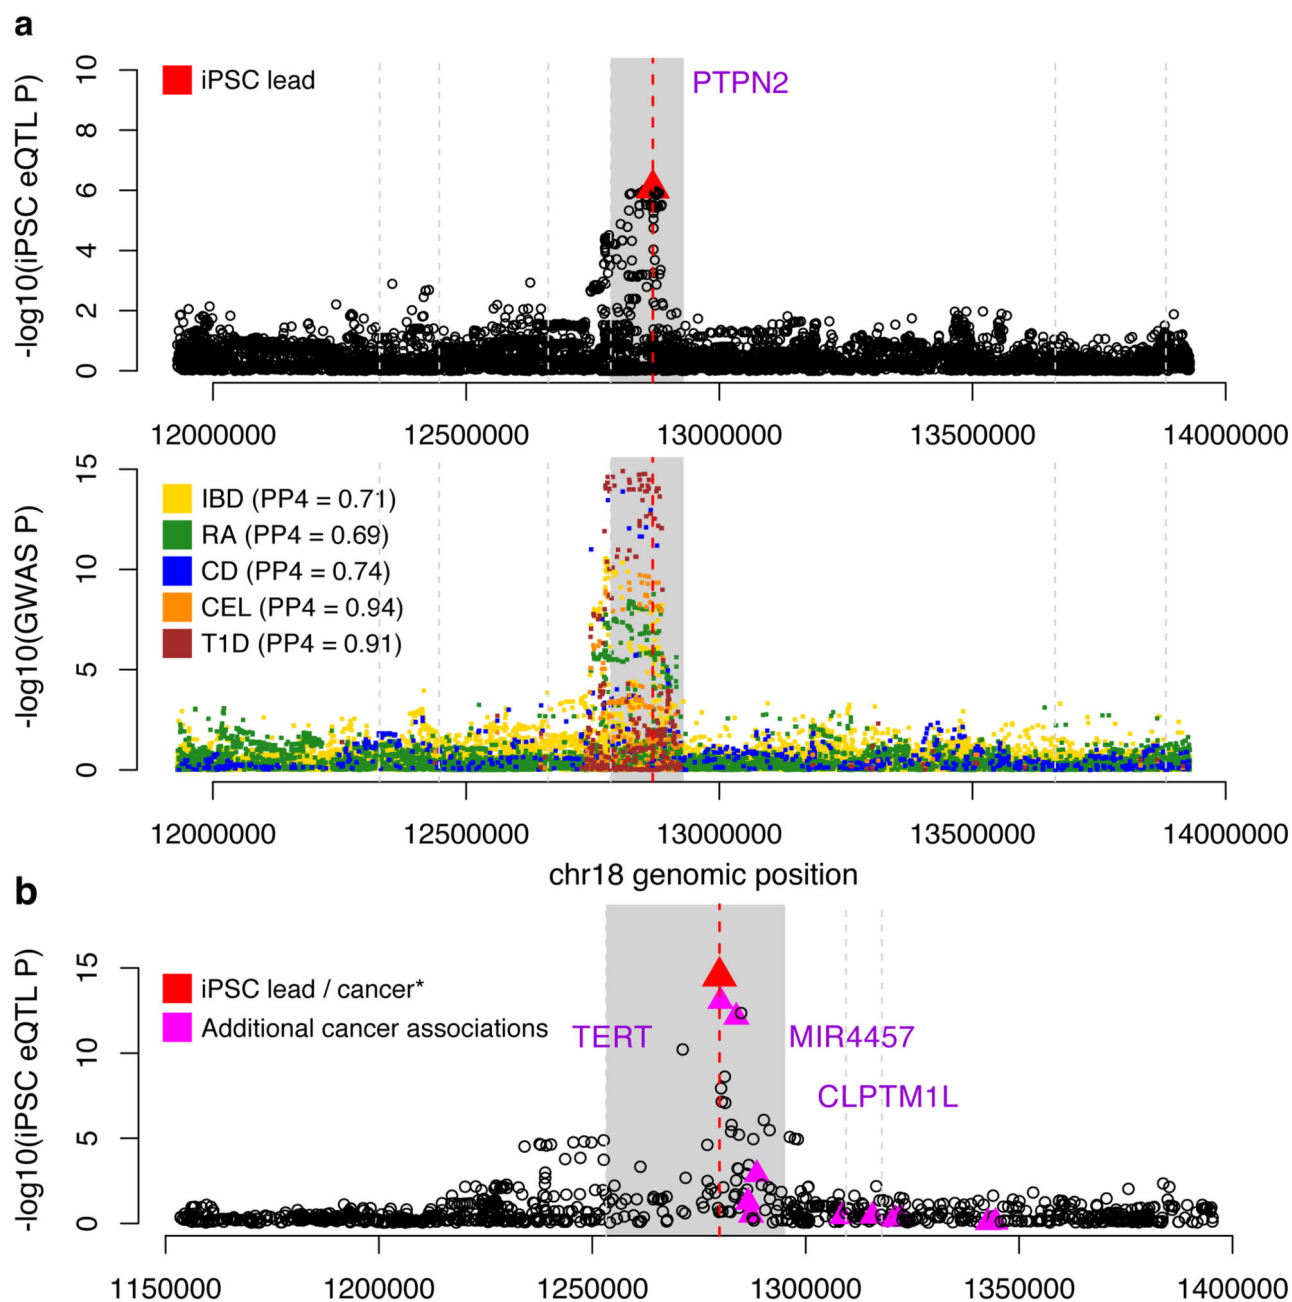 a
-log10(iPSC eQTL P)
10
8
6
4
2
0
iPSC lead
PTPN2
12000000 12500000 13000000 13500000 14000000
-log10(GWAS P)
15
10
5
0
IBD (PP4 = 0.71)
RA (PP4 = 0.69)
CD (PP4 = 0.74)
CEL (PP4 = 0.94)
T1D (PP4 = 0.91)
12000000 12500000 13000000 13500000 14000000
chr18 genomic position
b
-log10(iPSC eQTL P)
15
10
5
0
iPSC lead / cancer*
Additional cancer associations
TERT
MIR4457
CLPTM1L
1150000 1200000 1250000 1300000 1350000 1400000